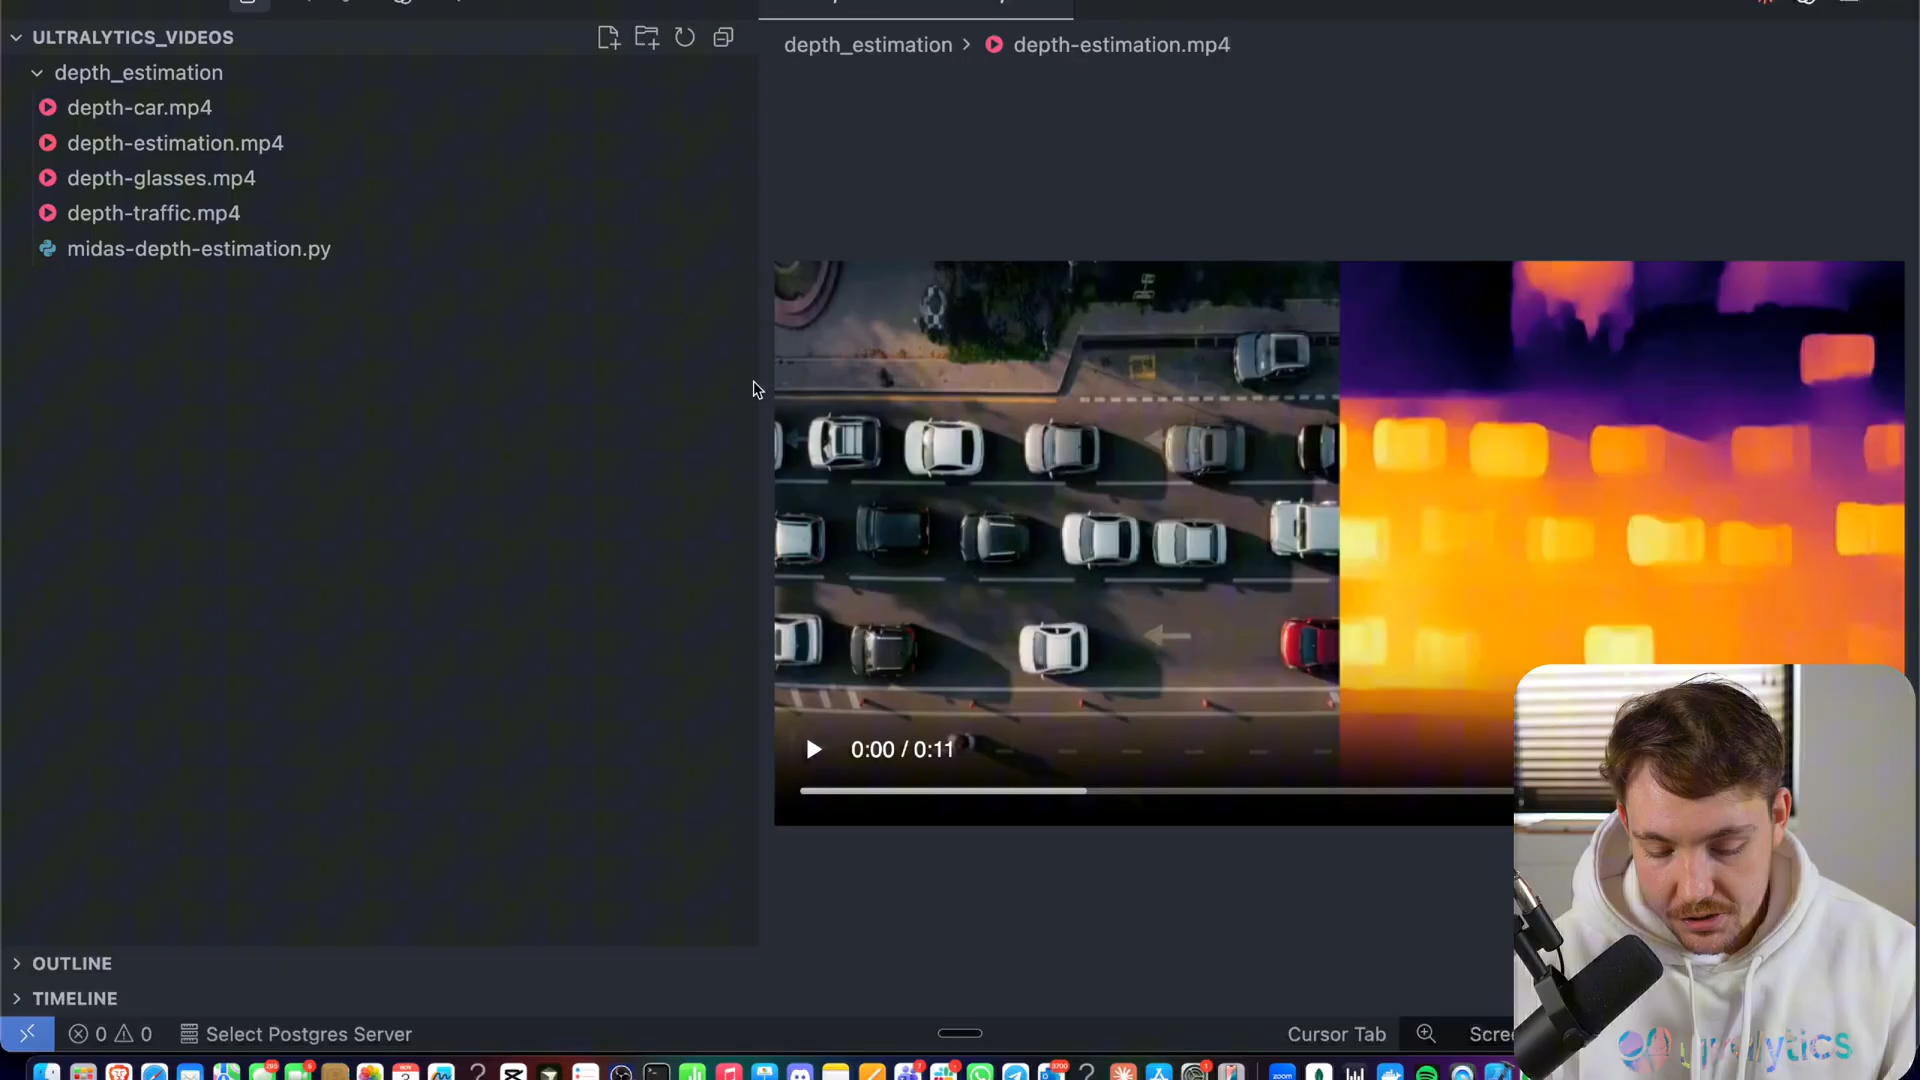 ULTRALYTICS_VIDEOS
depth_estimation
depth-car.mp4
depth-estimation.mp4
depth-glasses.mp4
depth-traffic.mp4
midas-depth-estimation.py
depth_estimation > depth-estimation.mp4
0:00 / 0:11
OUTLINE
TIMELINE
0 0 Select Postgres Server
Cursor Tab
zoom